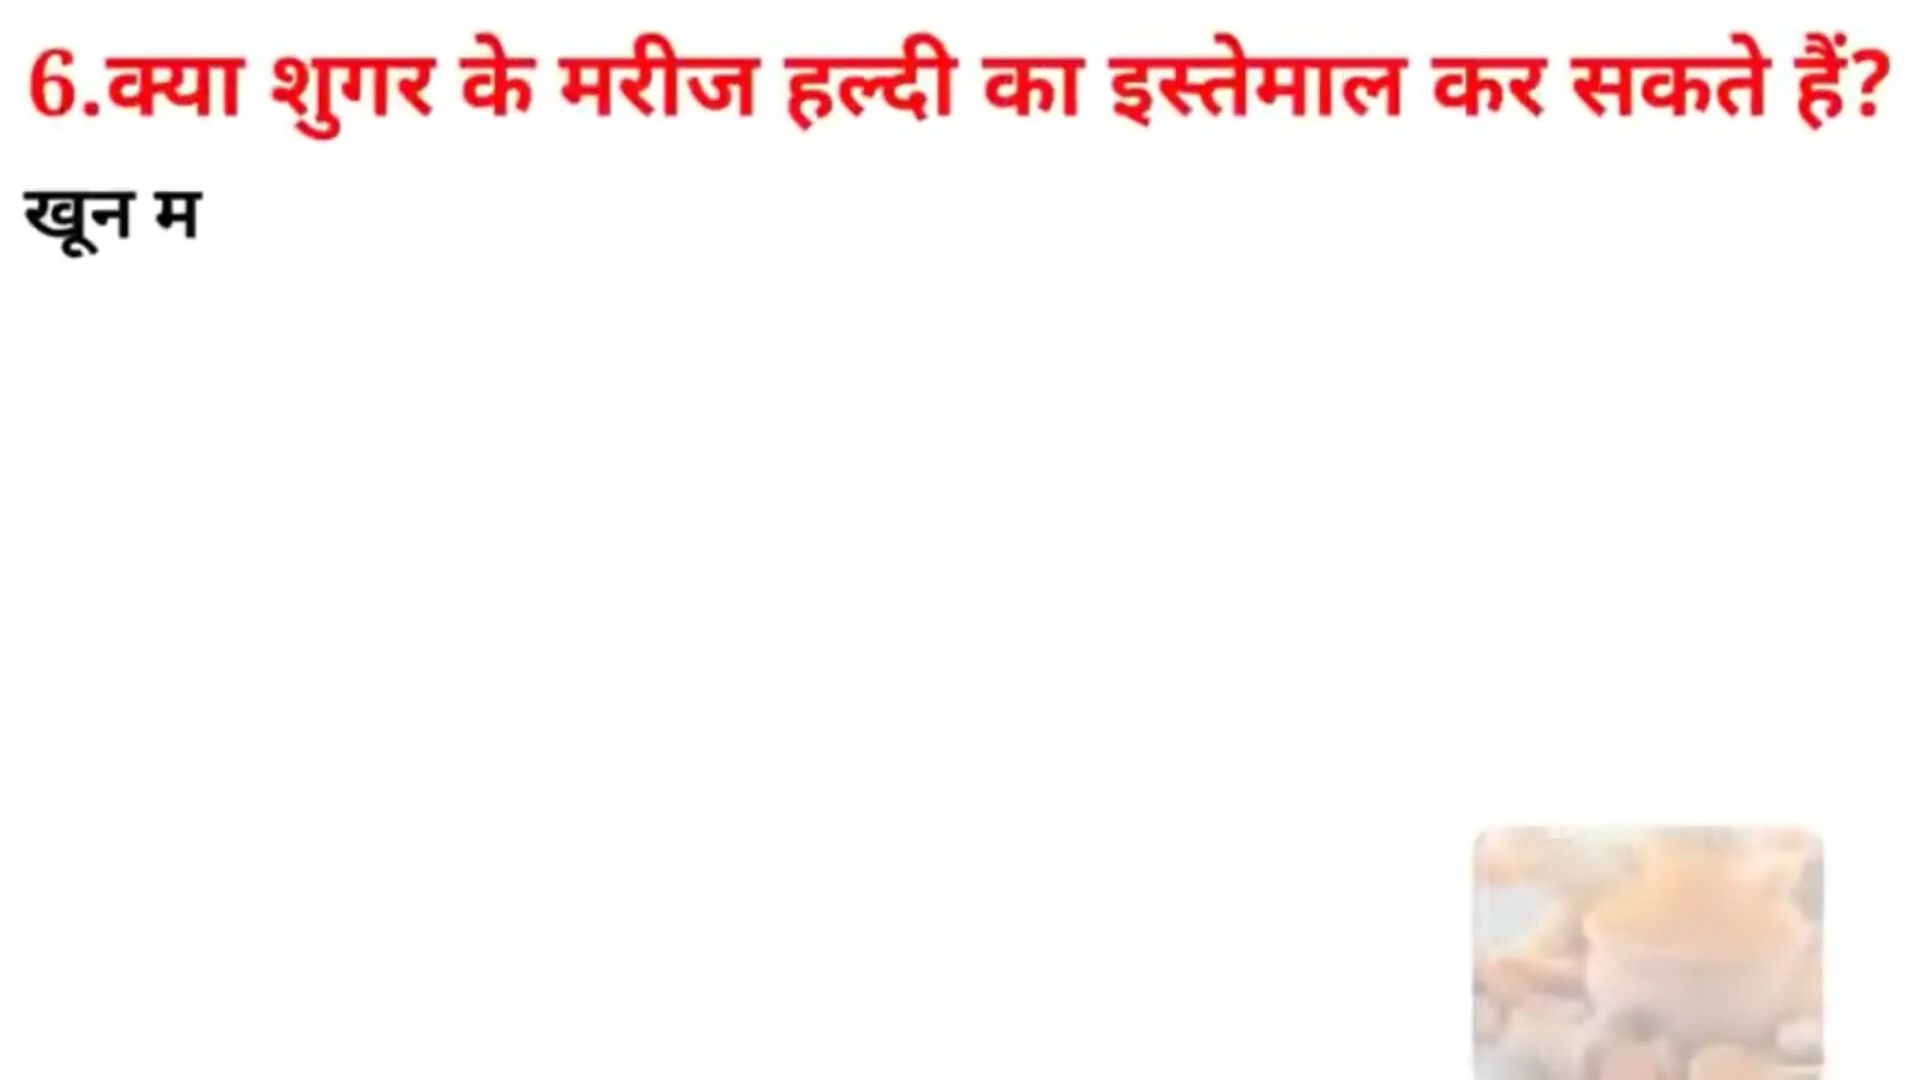 6.क्या शुगर के मरीज हल्दी का इस्तेमाल कर सकते हैं?
खून म